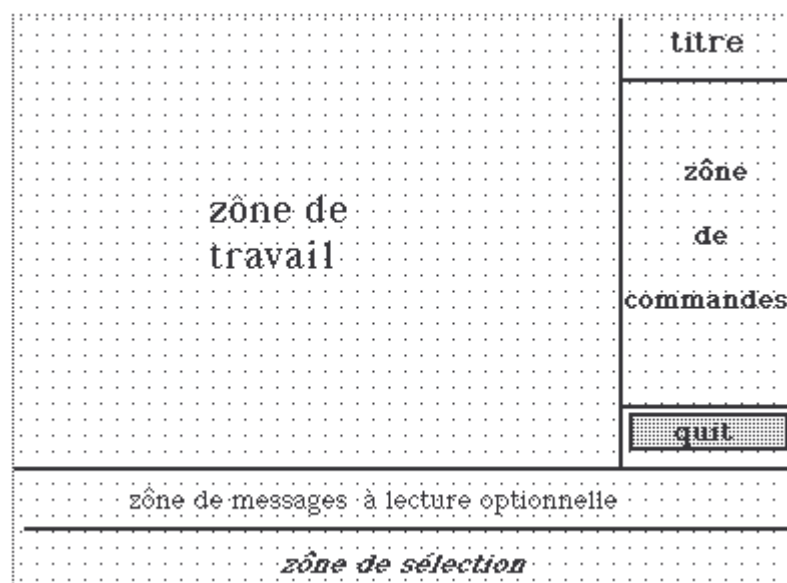 titre
zône
de
commandes
zône de
travail
quit
zône de messages à lecture optionnelle
zône de sélection